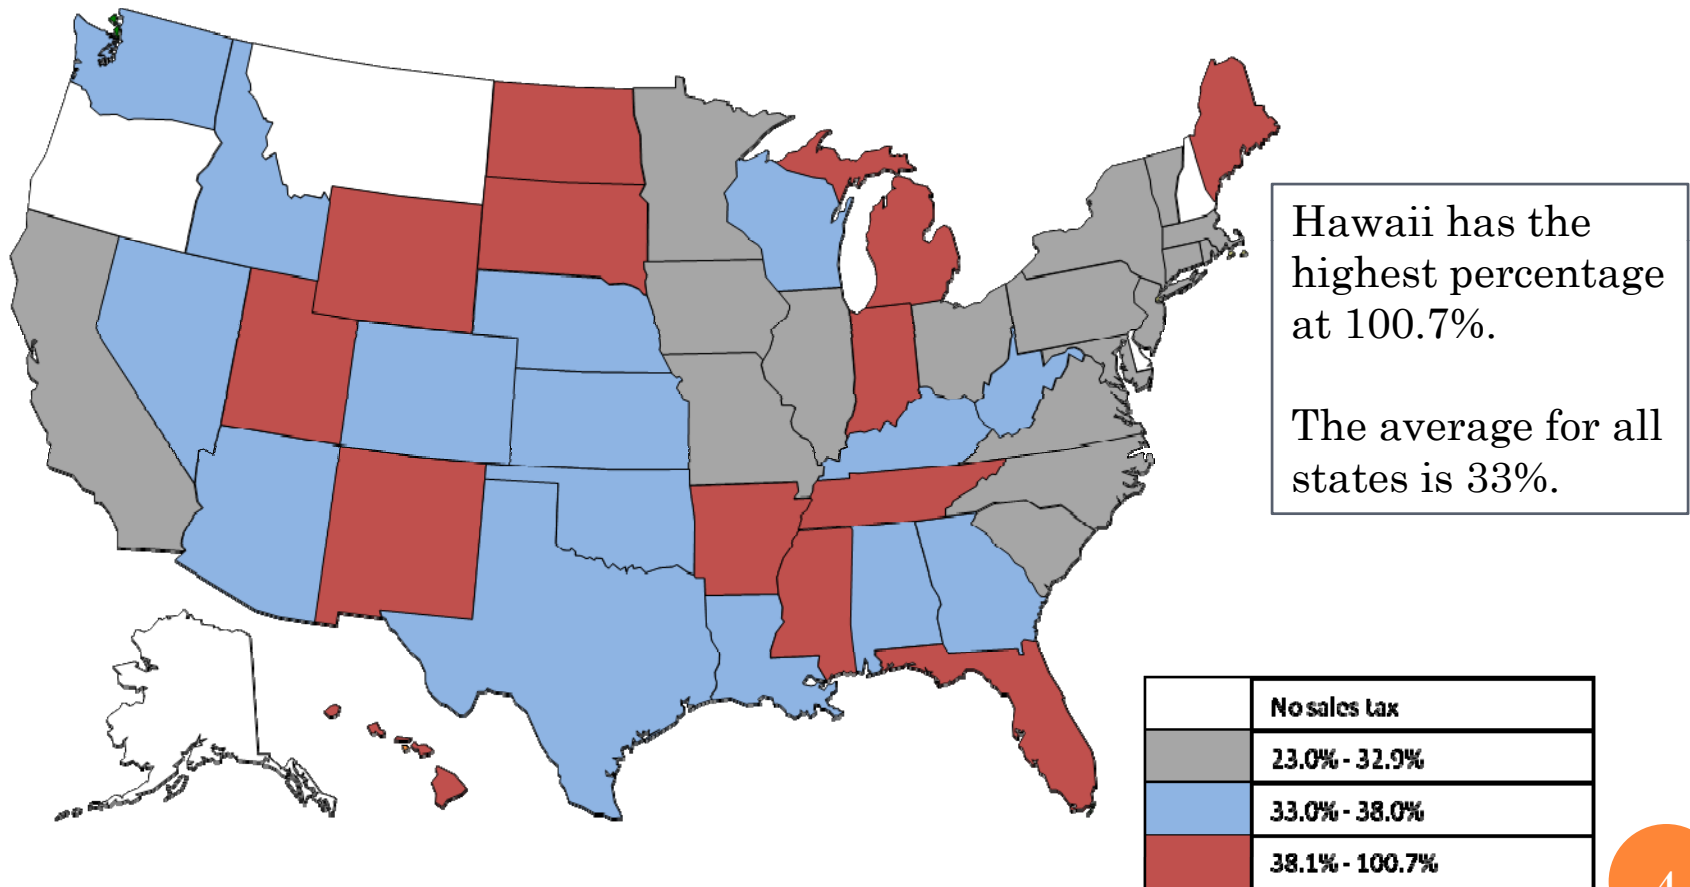 Hawaii has the
highest percentage
at 100.7%.
The average for all
states is 33%.
No sales tax
23.0% - 32.9%
33.0% - 38.0%
38.1% - 100.7%
4